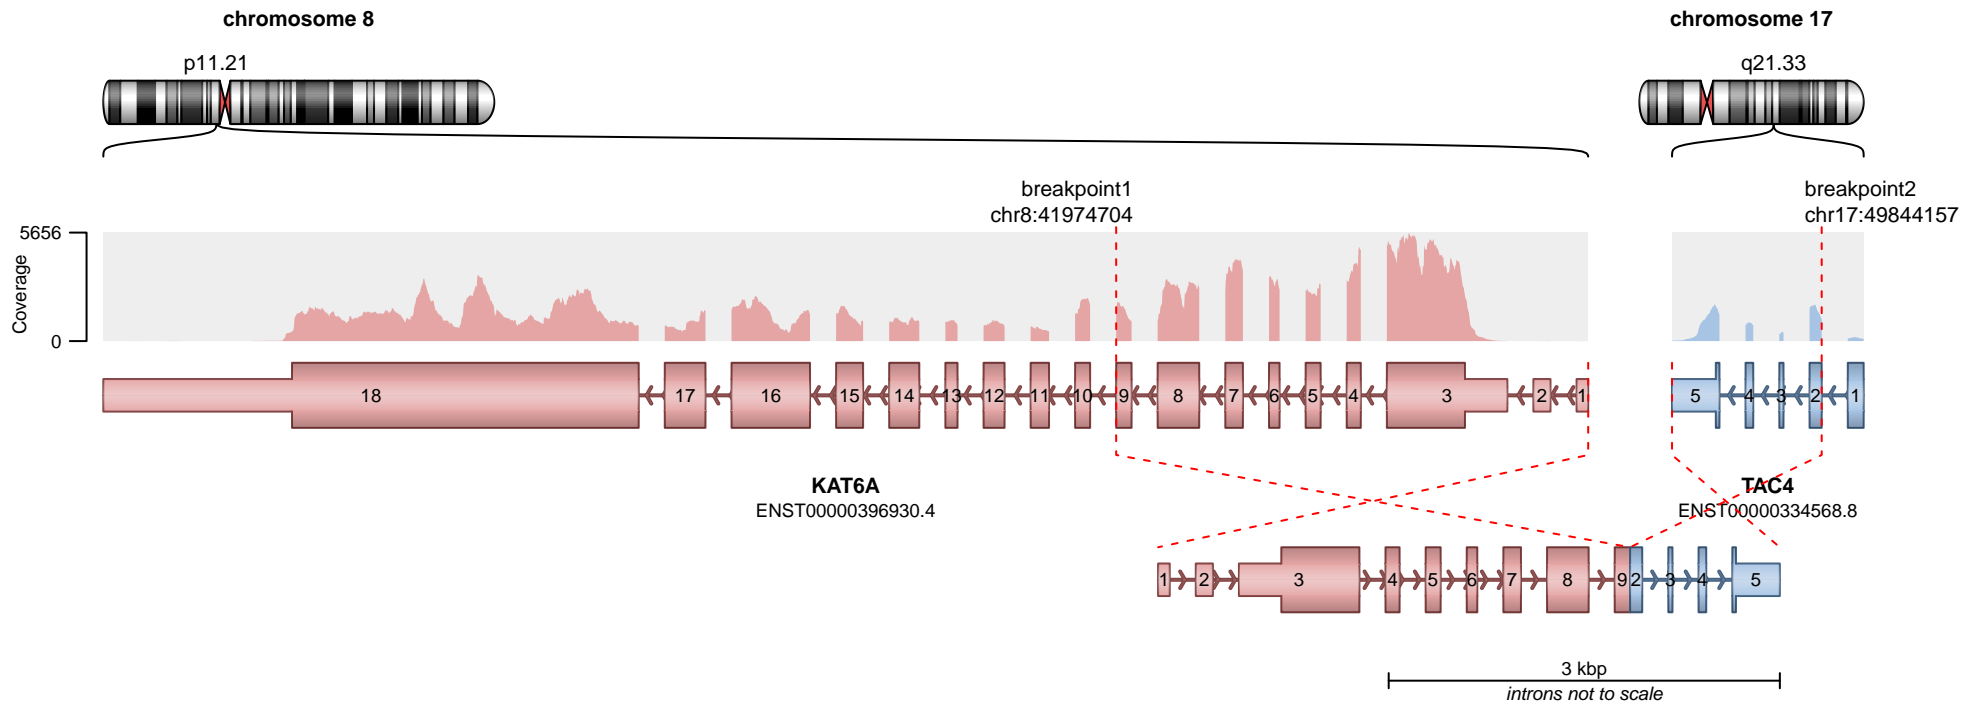 chromosome 8
chromosome 17
p11.21
q21.33
breakpoint1
chr8:41974704
breakpoint2
chr17:49844157
5656
0
Coverage
18 17 16 15 14 13 12 11 10 9 8 7 6 5 4 3 2 1
5 4 3 2 1
KAT6A
ENST00000396930.4
TAC4
ENST00000334568.8
1 2 3 4 5 6 7 8 9 2 3 4 5
3 kbp
introns not to scale